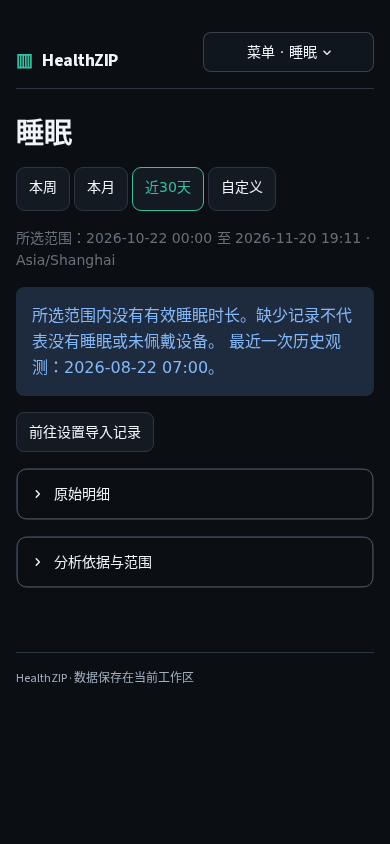 HealthZIP
菜单 · 睡眠
睡眠
本周
本月
近30天
自定义
所选范围：2026-10-22 00:00 至 2026-11-20 19:11 ·
Asia/Shanghai
所选范围内没有有效睡眠时长。缺少记录不代
表没有睡眠或未佩戴设备。 最近一次历史观
测：2026-08-22 07:00。
前往设置导入记录
原始明细
分析依据与范围
HealthZIP · 数据保存在当前工作区